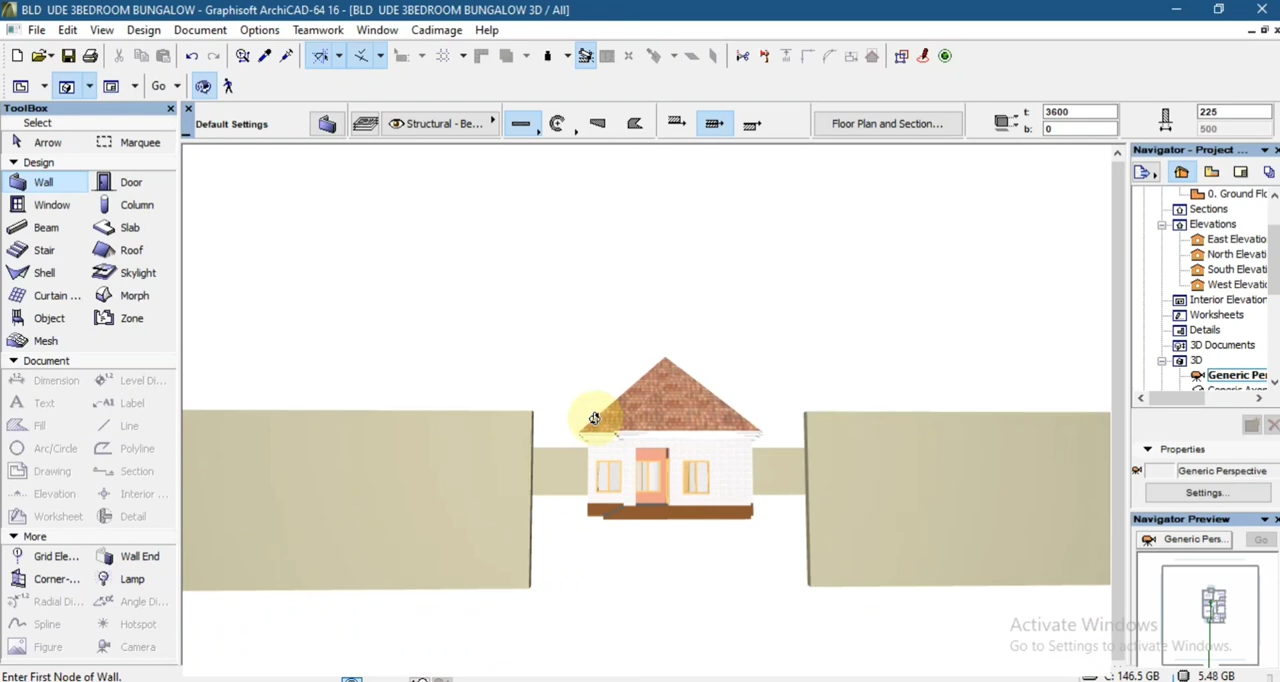 BLD UDE 3BEDROOM BUNGALOW - Graphisoft ArchiCAD-64 16 - [BLD UDE 3BEDROOM BUNGALOW 3D / All]
File Edit View Design Document Options Teamwork Window Cadimage Help
Go
ToolBox
Select
Arrow Marquee
Design
Wall Door
Window Column
Beam Slab
Stair Roof
Shell Skylight
Curtain ... Morph
Object Zone
Mesh
Document
Dimension Level Di...
Text Label
Fill Line
Arc/Circle Polyline
Drawing Section
Elevation Interior ...
Worksheet Detail
More
Grid Ele... Wall End
Corner-... Lamp
Radial Di... Angle Di...
Spline Hotspot
Figure Camera
Enter First Node of Wall.
Default Settings
Structural - Be...
Floor Plan and Section...
t: 3600
b: 0
225
500
Navigator - Project ...
0. Ground Flo
Sections
Elevations
East Elevatio
North Elevati
South Elevati
West Elevatio
Interior Elevation
Worksheets
Details
3D Documents
3D
Generic Per
Properties
Generic Perspective
Settings...
Navigator Preview
Generic Pers...
Go
Activate Windows
Go to Settings to activate Windows.
C: 146.5 GB 5.48 GB